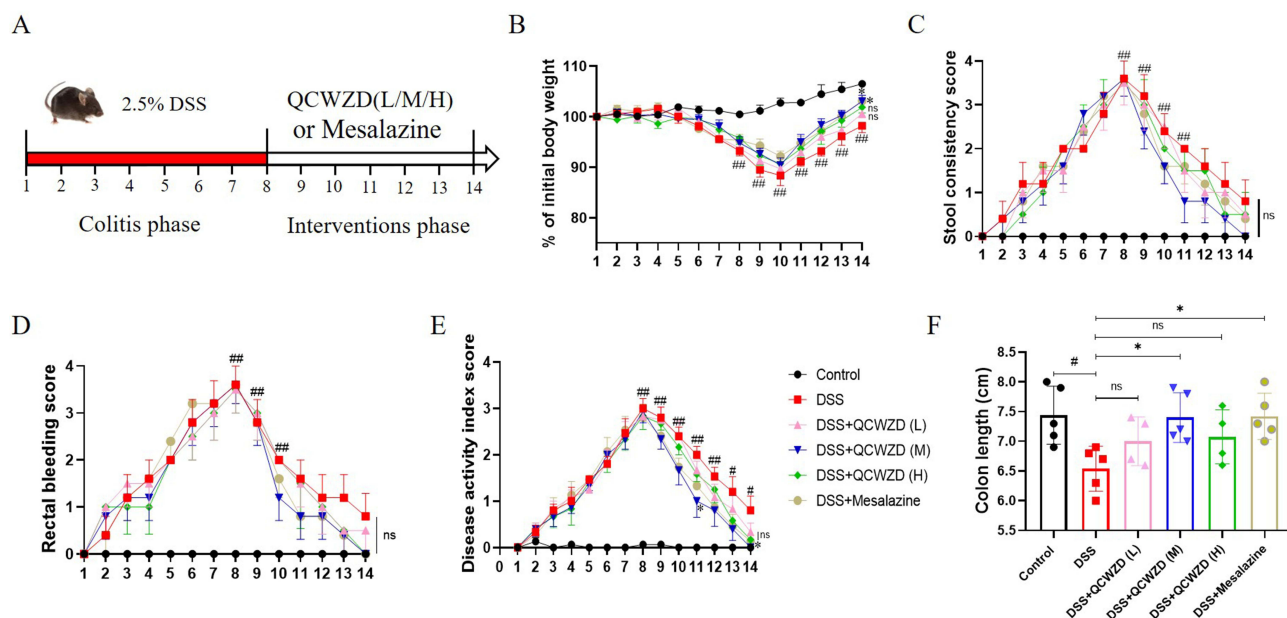 A
2.5% DSS
QCWZD(L/M/H)
or Mesalazine
1 2 3 4 5 6 7 8 9 10 11 12 13 14
Colitis phase
Interventions phase
B
% of initial body weight
110
100
90
80
## ## ## ## ## ## ##
*
*
ns
ns
1 2 3 4 5 6 7 8 9 10 11 12 13 14
C
Stool consistency score
4
3
2
1
0
## ## ## ##
ns
1 2 3 4 5 6 7 8 9 10 11 12 13 14
D
Rectal bleeding score
4
3
2
1
0
## ## ##
ns
1 2 3 4 5 6 7 8 9 10 11 12 13 14
E
Disease activity index score
4
3
2
1
0
## ## ## ## ## # #
*
ns
*
0 1 2 3 4 5 6 7 8 9 10 11 12 13 14
Control
DSS
DSS+QCWZD (L)
DSS+QCWZD (M)
DSS+QCWZD (H)
DSS+Mesalazine
F
Colon length (cm)
8.5
8.0
7.5
7.0
6.5
6.0
5.5
*
ns
*
#
ns
Control
DSS
DSS+QCWZD (L)
DSS+QCWZD (M)
DSS+QCWZD (H)
DSS+Mesalazine